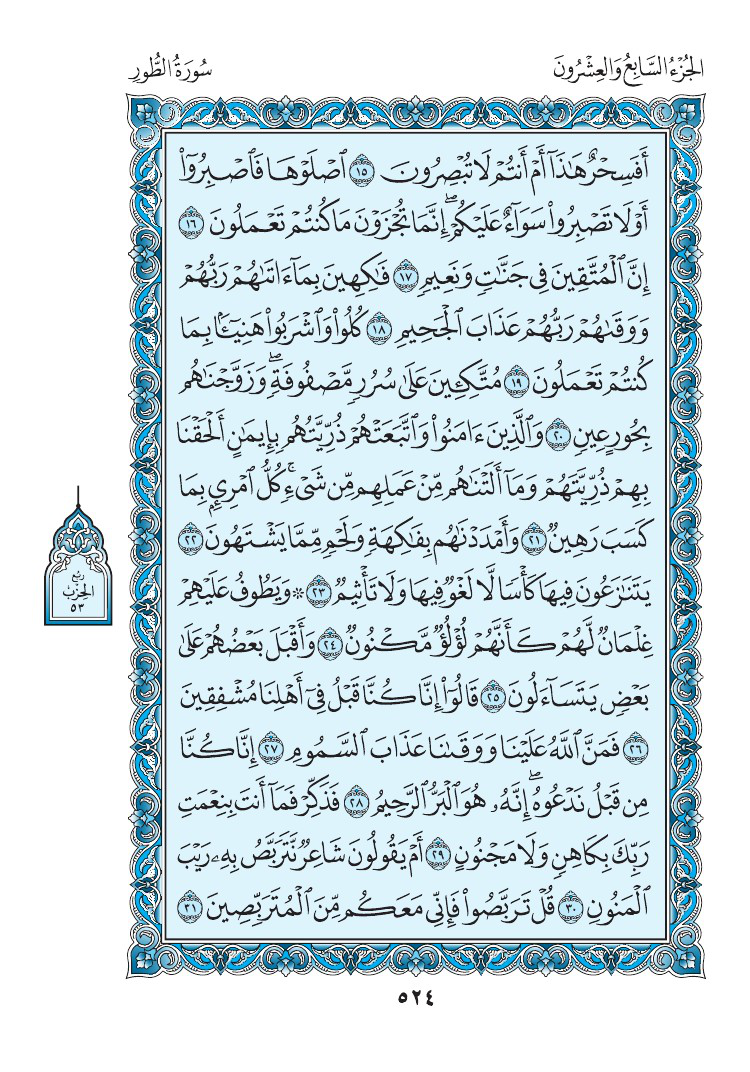 الجُزْءُ السَّابِعُ وَالعِشْرُونَ
سُورَةُ الطُّورِ
أَفَسِحْرٌ هَٰذَآ أَمْ أَنتُمْ لَا تُبْصِرُونَ ١٥ ٱصْلَوْهَا فَٱصْبِرُوٓا۟
أَوْ لَا تَصْبِرُوا۟ سَوَآءٌ عَلَيْكُمْ ۖ إِنَّمَا تُجْزَوْنَ مَا كُنتُمْ تَعْمَلُونَ ١٦
إِنَّ ٱلْمُتَّقِينَ فِى جَنَّٰتٍ وَنَعِيمٍ ١٧ فَٰكِهِينَ بِمَآ ءَاتَىٰهُمْ رَبُّهُمْ
وَوَقَىٰهُمْ رَبُّهُمْ عَذَابَ ٱلْجَحِيمِ ١٨ كُلُوا۟ وَٱشْرَبُوا۟ هَنِيٓـًٔۢا بِمَا
كُنتُمْ تَعْمَلُونَ ١٩ مُتَّكِـِٔينَ عَلَىٰ سُرُرٍ مَّصْفُوفَةٍ ۖ وَزَوَّجْنَٰهُم
بِحُورٍ عِينٍ ٢٠ وَٱلَّذِينَ ءَامَنُوا۟ وَٱتَّبَعَتْهُمْ ذُرِّيَّتُهُم بِإِيمَٰنٍ أَلْحَقْنَا
بِهِمْ ذُرِّيَّتَهُمْ وَمَآ أَلَتْنَٰهُم مِّنْ عَمَلِهِم مِّن شَىْءٍ ۚ كُلُّ ٱمْرِئٍۭ بِمَا
كَسَبَ رَهِينٌ ٢١ وَأَمْدَدْنَٰهُم بِفَٰكِهَةٍ وَلَحْمٍ مِّمَّا يَشْتَهُونَ ٢٢
يَتَنَٰزَعُونَ فِيهَا كَأْسًا لَّا لَغْوٌ فِيهَا وَلَا تَأْثِيمٌ ٢٣ ۞ وَيَطُوفُ عَلَيْهِمْ
غِلْمَانٌ لَّهُمْ كَأَنَّهُمْ لُؤْلُؤٌ مَّكْنُونٌ ٢٤ وَأَقْبَلَ بَعْضُهُمْ عَلَىٰ
بَعْضٍ يَتَسَآءَلُونَ ٢٥ قَالُوٓا۟ إِنَّا كُنَّا قَبْلُ فِىٓ أَهْلِنَا مُشْفِقِينَ
٢٦ فَمَنَّ ٱللَّهُ عَلَيْنَا وَوَقَىٰنَا عَذَابَ ٱلسَّمُومِ ٢٧ إِنَّا كُنَّا
مِن قَبْلُ نَدْعُوهُ ۖ إِنَّهُۥ هُوَ ٱلْبَرُّ ٱلرَّحِيمُ ٢٨ فَذَكِّرْ فَمَآ أَنتَ بِنِعْمَتِ
رَبِّكَ بِكَاهِنٍ وَلَا مَجْنُونٍ ٢٩ أَمْ يَقُولُونَ شَاعِرٌ نَّتَرَبَّصُ بِهِۦ رَيْبَ
ٱلْمَنُونِ ٣٠ قُلْ تَرَبَّصُوا۟ فَإِنِّى مَعَكُم مِّنَ ٱلْمُتَرَبِّصِينَ ٣١
رُبْع
الحِزْبِ
٥٣
٥٢٤